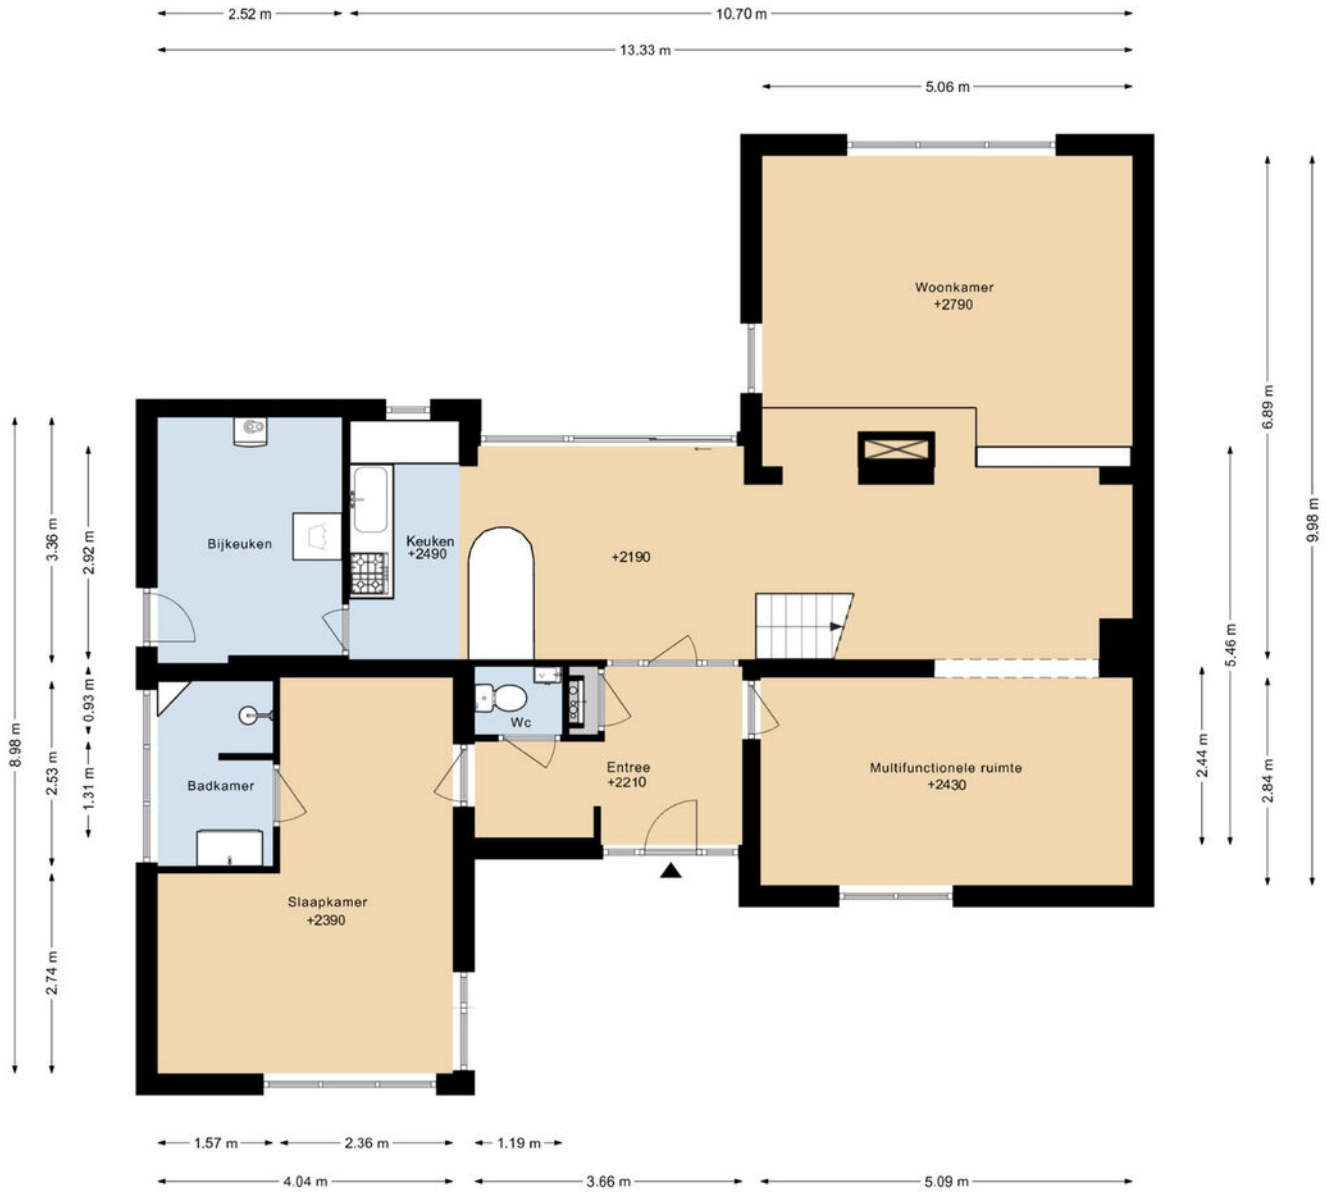 2.52 m
10.70 m
13.33 m
5.06 m
Woonkamer
+2790
6.89 m
9.98 m
Bijkeuken
Keuken
+2490
+2190
3.36 m
2.92 m
5.46 m
8.98 m
0.93 m
Wc
Entree
+2210
Multifunctionele ruimte
+2430
2.44 m
2.84 m
2.53 m
1.31 m
Badkamer
Slaapkamer
+2390
2.74 m
1.57 m
2.36 m
1.19 m
4.04 m
3.66 m
5.09 m